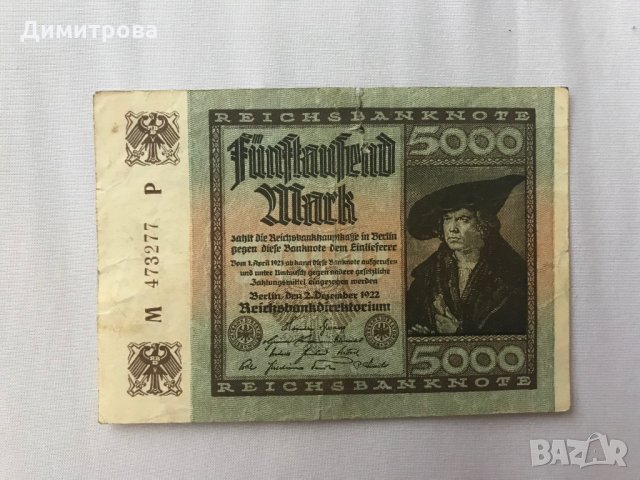 Димитрова
REICHSBANKNOTE
5000
Fünftausend
Mark
zahlt die Reichsbankhauptkasse in Berlin
gegen diese Banknote dem Einlieferer
Vom 1. April 1923 ab kann diese Banknote aufgerufen
und unter Umtausch gegen andere gesetzliche
Zahlungsmittel eingezogen werden
Berlin, den 2. Dezember 1922
Reichsbankdirektorium
5000
REICHSBANKNOTE
M 473277 P
BAZAR